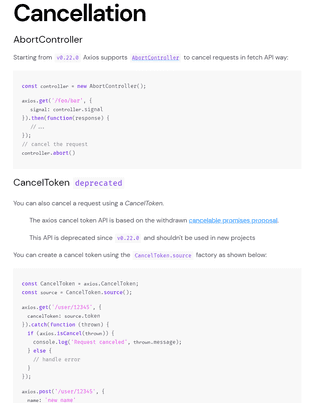 Cancellation
AbortController
Starting from v0.22.0 Axios supports AbortController to cancel requests in fetch API way:
const controller = new AbortController();
axios.get('/foo/bar', {
signal: controller.signal
}).then(function(response) {
//...
});
// cancel the request
controller.abort()
CancelToken deprecated
You can also cancel a request using a CancelToken.
The axios cancel token API is based on the withdrawn cancelable promises proposal.
This API is deprecated since v0.22.0 and shouldn't be used in new projects
You can create a cancel token using the CancelToken.source factory as shown below:
const CancelToken = axios.CancelToken;
const source = CancelToken.source();
axios.get('/user/12345', {
cancelToken: source.token
}).catch(function (thrown) {
if (axios.isCancel(thrown)) {
console.log('Request canceled', thrown.message);
} else {
// handle error
}
});
axios.post('/user/12345', {
name: 'new name'